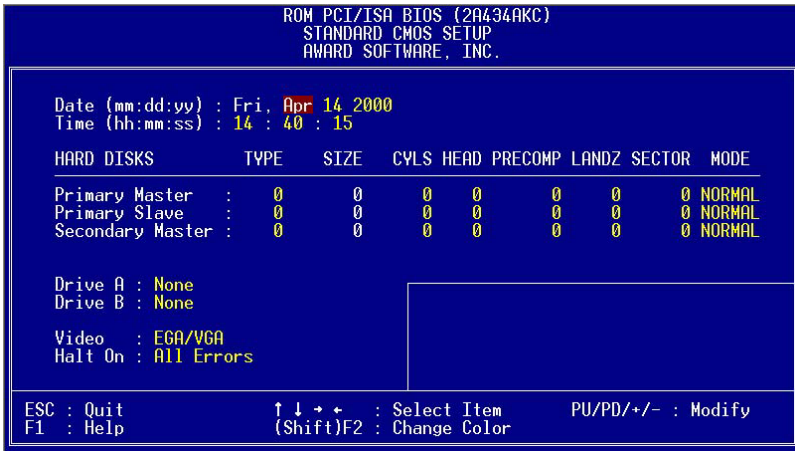 ROM PCI/ISA BIOS (2A434AKC)
STANDARD CMOS SETUP
AWARD SOFTWARE, INC.
Date (mm:dd:yy) : Fri, Apr 14 2000
Time (hh:mm:ss) : 14 : 40 : 15
HARD DISKS TYPE SIZE CYLS HEAD PRECOMP LANDZ SECTOR MODE
Primary Master : 0 0 0 0 0 0 0 NORMAL
Primary Slave : 0 0 0 0 0 0 0 NORMAL
Secondary Master : 0 0 0 0 0 0 0 NORMAL
Drive A : None
Drive B : None
Video : EGA/VGA
Halt On : All Errors
ESC : Quit ↑ ↓ → ← : Select Item PU/PD/+/- : Modify
F1 : Help (Shift)F2 : Change Color